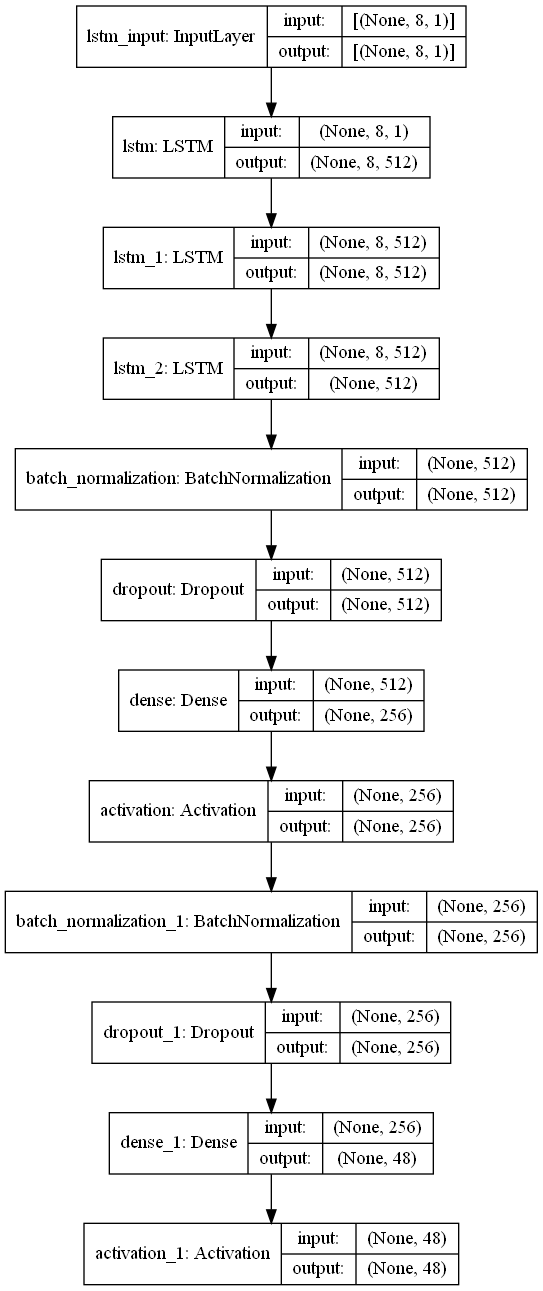 lstm_input: InputLayer input: [(None, 8, 1)]
output: [(None, 8, 1)]
lstm: LSTM input: (None, 8, 1)
output: (None, 8, 512)
lstm_1: LSTM input: (None, 8, 512)
output: (None, 8, 512)
lstm_2: LSTM input: (None, 8, 512)
output: (None, 512)
batch_normalization: BatchNormalization input: (None, 512)
output: (None, 512)
dropout: Dropout input: (None, 512)
output: (None, 512)
dense: Dense input: (None, 512)
output: (None, 256)
activation: Activation input: (None, 256)
output: (None, 256)
batch_normalization_1: BatchNormalization input: (None, 256)
output: (None, 256)
dropout_1: Dropout input: (None, 256)
output: (None, 256)
dense_1: Dense input: (None, 256)
output: (None, 48)
activation_1: Activation input: (None, 48)
output: (None, 48)